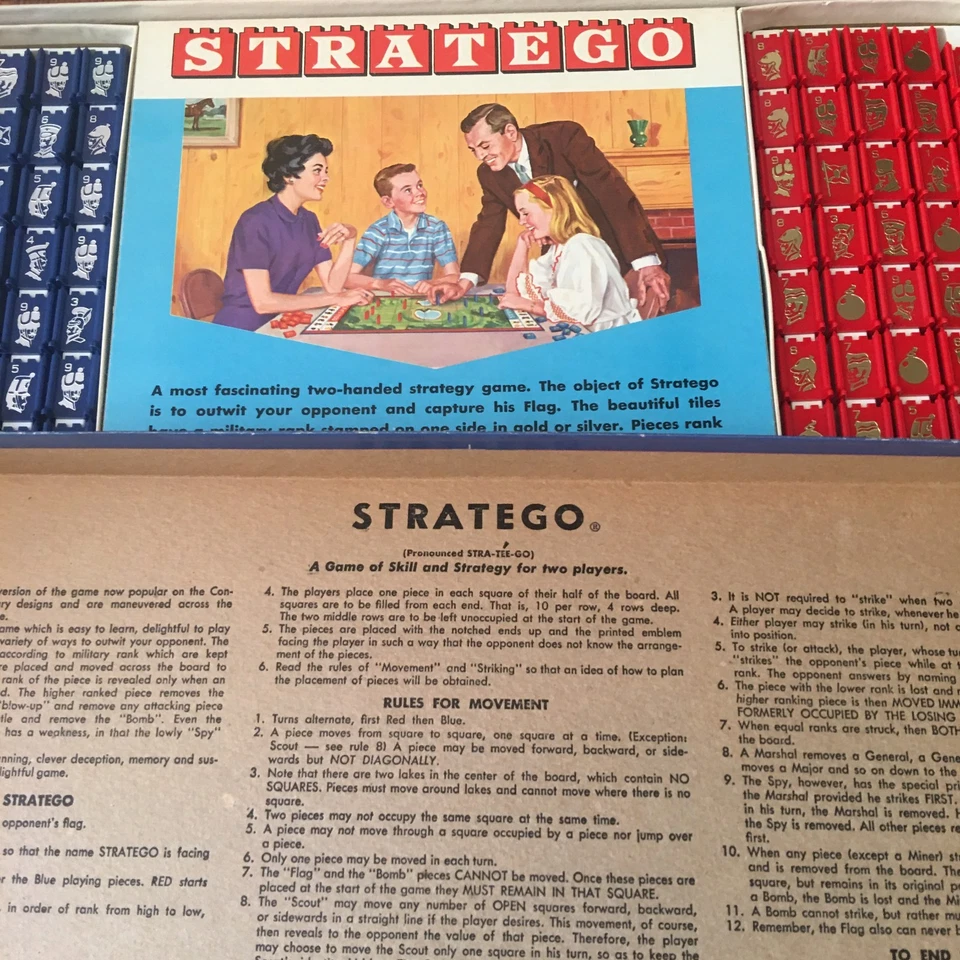 STRATEGO
A most fascinating two-handed strategy game. The object of Stratego
is to outwit your opponent and capture his Flag. The beautiful tiles
have a military rank stamped on one side in gold or silver. Pieces rank
STRATEGO®
(Pronounced STRA-TÉE-GO)
A Game of Skill and Strategy for two players.
version of the game now popular on the Con-
ry designs and are maneuvered across the
e.
ame which is easy to learn, delightful to play
variety of ways to outwit your opponent. The
according to military rank which are kept
re placed and moved across the board to
rank of the piece is revealed only when an
d. The higher ranked piece removes the
"blow-up" and remove any attacking piece
tle and remove the "Bomb". Even the
has a weakness, in that the lowly "Spy"
nning, clever deception, memory and sus-
lightful game.
STRATEGO
opponent's flag.
so that the name STRATEGO is facing
r the Blue playing pieces. RED starts
in order of rank from high to low,
4. The players place one piece in each square of their half of the board. All
squares are to be filled from each end. That is, 10 per row, 4 rows deep.
The two middle rows are to be left unoccupied at the start of the game.
5. The pieces are placed with the notched ends up and the printed emblem
facing the player in such a way that the opponent does not know the arrange-
ment of the pieces.
6. Read the rules of "Movement" and "Striking" so that an idea of how to plan
the placement of pieces will be obtained.
RULES FOR MOVEMENT
1. Turns alternate, first Red then Blue.
2. A piece moves from square to square, one square at a time. (Exception:
Scout — see rule 8) A piece may be moved forward, backward, or side-
wards but NOT DIAGONALLY.
3. Note that there are two lakes in the center of the board, which contain NO
SQUARES. Pieces must move around lakes and cannot move where there is no
square.
4. Two pieces may not occupy the same square at the same time.
5. A piece may not move through a square occupied by a piece nor jump over
a piece.
6. Only one piece may be moved in each turn.
7. The "Flag" and the "Bomb" pieces CANNOT be moved. Once these pieces are
placed at the start of the game they MUST REMAIN IN THAT SQUARE.
8. The "Scout" may move any number of OPEN squares forward, backward,
or sidewards in a straight line if the player desires. This movement, of course,
then reveals to the opponent the value of that piece. Therefore, the player
may choose to move the Scout only one square in his turn, so as to keep the
3. It is NOT required to "strike" when two
A player may decide to strike, whenever he
4. Either player may strike (in his turn), not
into position.
5. To strike (or attack), the player, whose tu
"strikes" the opponent's piece while at t
rank. The opponent answers by naming
6. The piece with the lower rank is lost and r
higher ranking piece is then MOVED IMM
FORMERLY OCCUPIED BY THE LOSING
7. When equal ranks are struck, then BOTH
the board.
8. A Marshal removes a General, a Gene
moves a Major and so on down to the
9. The Spy, however, has the special pri
the Marshal provided he strikes FIRST.
in his turn, the Marshal is removed. H
the Spy is removed. All other pieces re
first.
10. When any piece (except a Miner) str
and is removed from the board. The
square, but remains in its original p
a Bomb, the Bomb is lost and the Mi
11. A Bomb cannot strike, but rather mu
12. Remember, the Flag also can never b
TO END